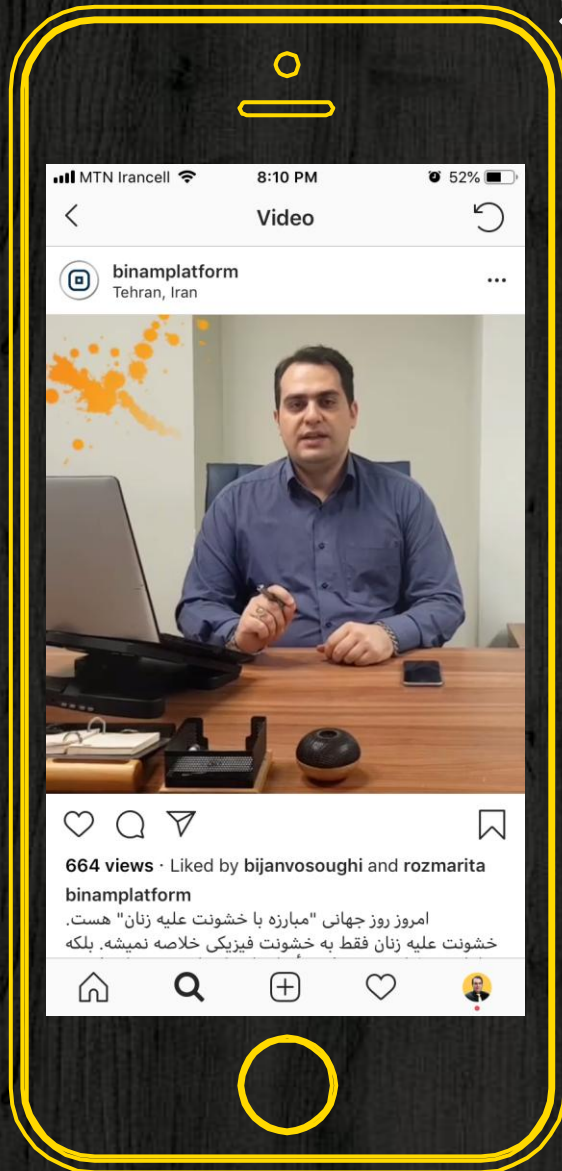 MTN Irancell 8:10 PM 52%
Video
binamplatform
Tehran, Iran
664 views · Liked by bijanvosoughi and rozmarita
binamplatform
امروز روز جهانی "مبارزه با خشونت علیه زنان" هست.
خشونت علیه زنان فقط به خشونت فیزیکی خلاصه نمیشه. بلکه